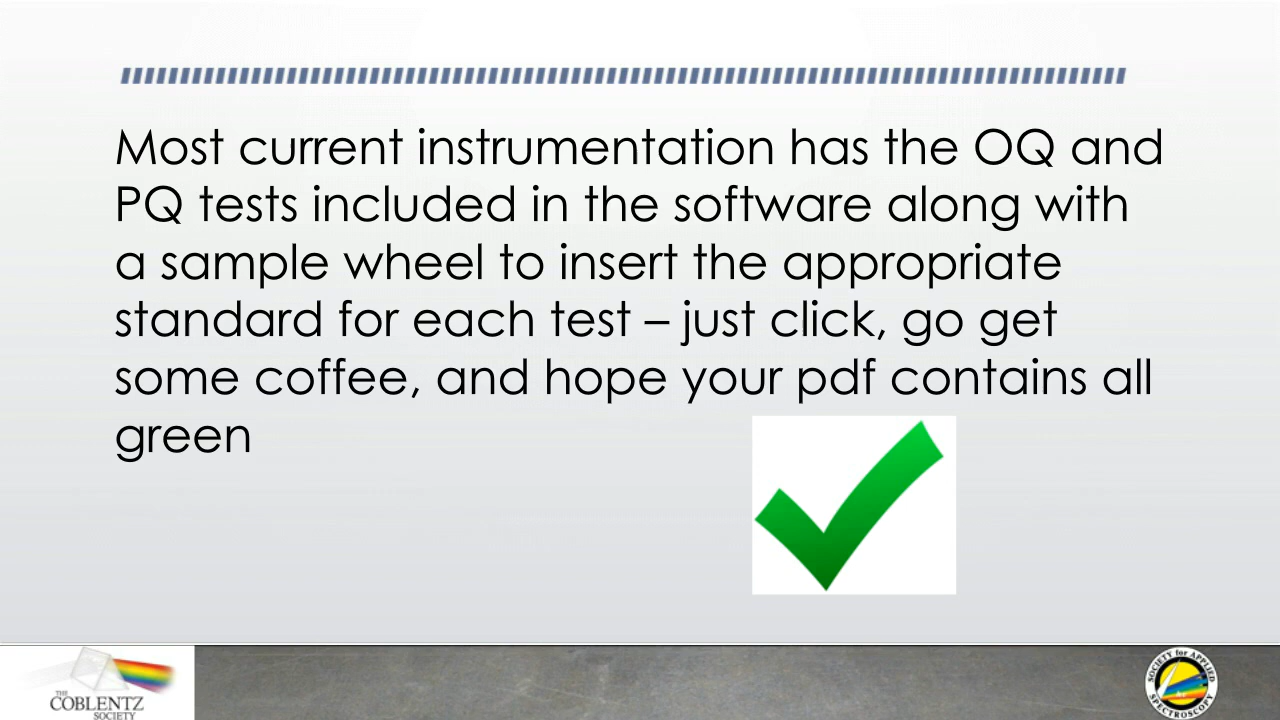 Most current instrumentation has the OQ and
PQ tests included in the software along with
a sample wheel to insert the appropriate
standard for each test – just click, go get
some coffee, and hope your pdf contains all
green
THE
COBLENTZ
SOCIETY
SOCIETY for APPLIED
SPECTROSCOPY